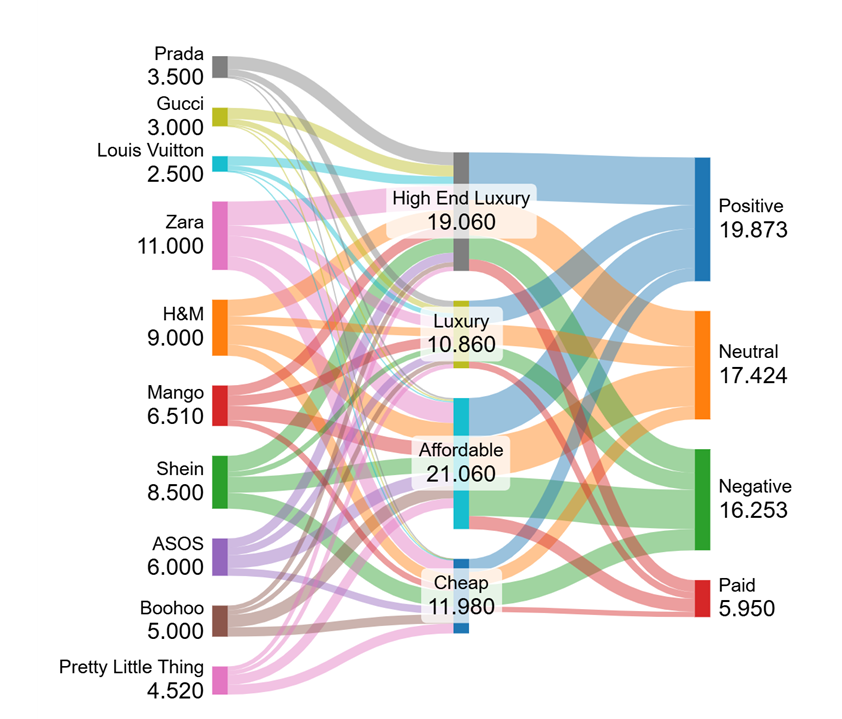 Prada
3.500
Gucci
3.000
Louis Vuitton
2.500
Zara
11.000
H&M
9.000
Mango
6.510
Shein
8.500
ASOS
6.000
Boohoo
5.000
Pretty Little Thing
4.520
High End Luxury
19.060
Luxury
10.860
Affordable
21.060
Cheap
11.980
Positive
19.873
Neutral
17.424
Negative
16.253
Paid
5.950